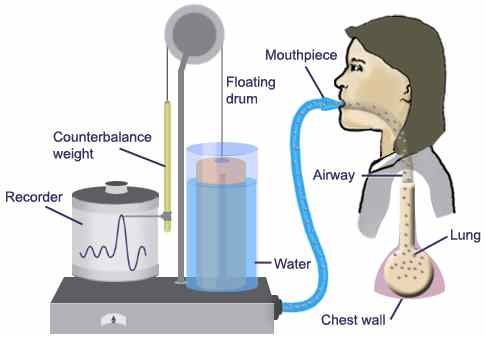 Mouthpiece
Floating
drum
Counterbalance
weight
Recorder
Airway
Lung
Water
Chest wall